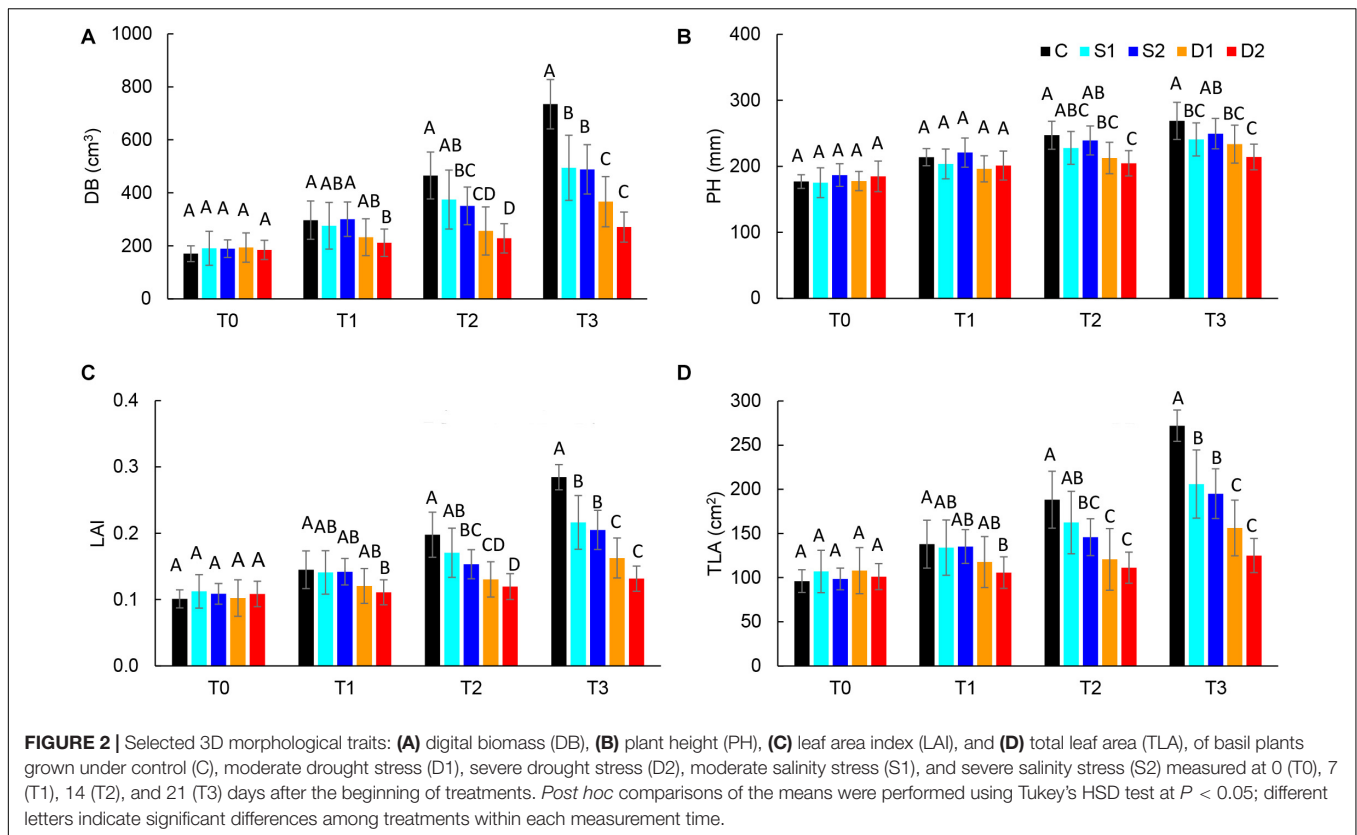 A
DB (cm³)
1000
800
600
400
200
0
A A A A A
A AB A AB B
A AB B CD D
A B B C C
T0 T1 T2 T3
B
C S1 S2 D1 D2
PH (mm)
400
300
200
100
0
A A A A A
A A A A A
A ABC AB BC C
A BC AB BC C
T0 T1 T2 T3
C
LAI
0.4
0.3
0.2
0.1
0.0
A A A A A
A AB AB AB B
A AB BC CD D
A B B C C
T0 T1 T2 T3
D
TLA (cm²)
300
250
200
150
100
50
0
A A A A A
A AB AB AB B
A AB BC C C
A B B C C
T0 T1 T2 T3
FIGURE 2 | Selected 3D morphological traits: (A) digital biomass (DB), (B) plant height (PH), (C) leaf area index (LAI), and (D) total leaf area (TLA), of basil plants
grown under control (C), moderate drought stress (D1), severe drought stress (D2), moderate salinity stress (S1), and severe salinity stress (S2) measured at 0 (T0), 7
(T1), 14 (T2), and 21 (T3) days after the beginning of treatments. Post hoc comparisons of the means were performed using Tukey's HSD test at P < 0.05; different
letters indicate significant differences among treatments within each measurement time.